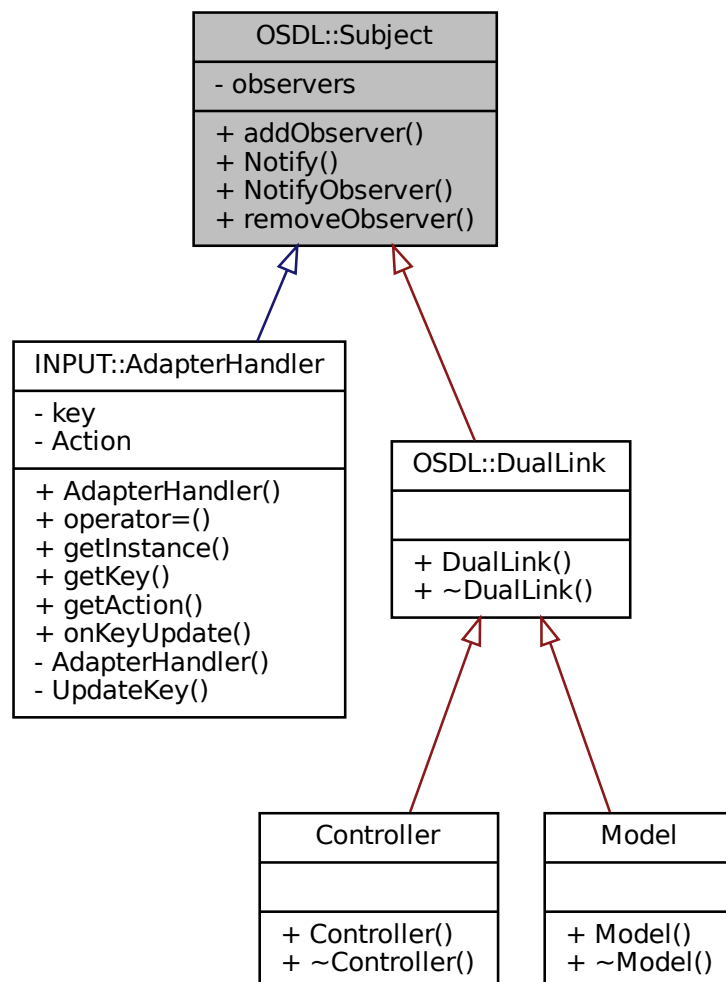 OSDL::Subject
- observers
+ addObserver()
+ Notify()
+ NotifyObserver()
+ removeObserver()
INPUT::AdapterHandler
- key
- Action
+ AdapterHandler()
+ operator=()
+ getInstance()
+ getKey()
+ getAction()
+ onKeyUpdate()
- AdapterHandler()
- UpdateKey()
OSDL::DualLink
+ DualLink()
+ ~DualLink()
Controller
+ Controller()
+ ~Controller()
Model
+ Model()
+ ~Model()